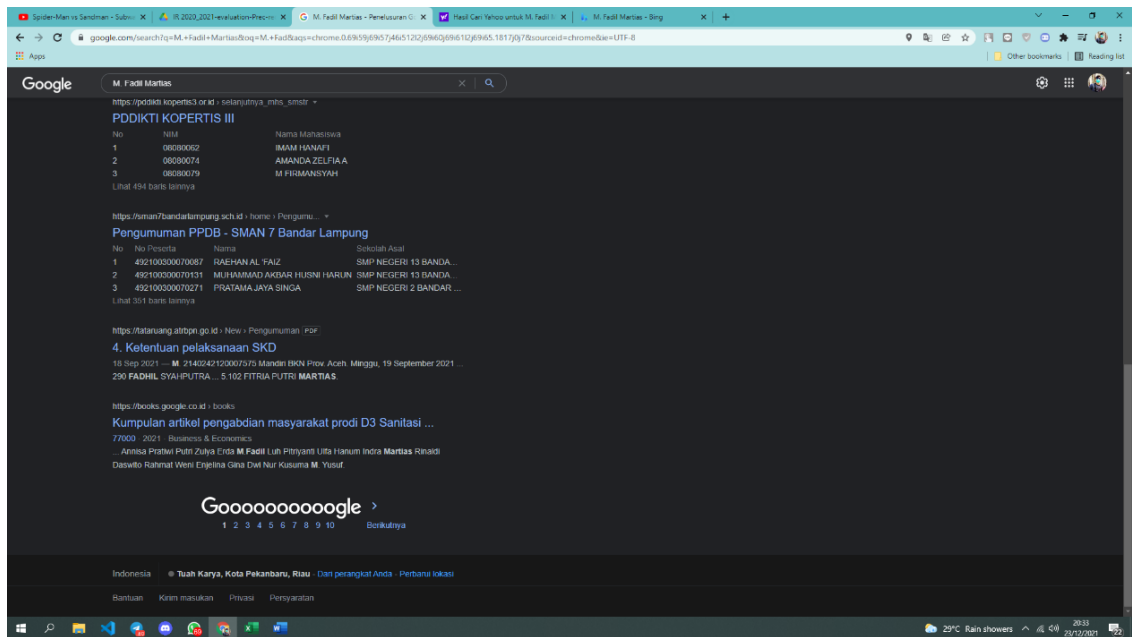 Spider-Man vs Sandman - Subwa
IR 2020_2021-evaluation-Prec-re
M. Fadil Martias - Penelusuran G
Hasil Cari Yahoo untuk M. Fadil M
M. Fadil Martias - Bing
google.com/search?q=M.+Fadil+Martias&oq=M.+Fad&aqs=chrome.0.69i59j69i57j46i512l2j69i60j69i61l2j69i65.1817j0j7&sourceid=chrome&ie=UTF-8
Apps
Other bookmarks
Reading list
Google
M. Fadil Martias
https://pddikti.kopertis3.or.id › selanjutnya_mhs_smstr
PDDIKTI KOPERTIS III
No NIM Nama Mahasiswa
1 08080062 IMAM HANAFI
2 08080074 AMANDA ZELFIA A
3 08080079 M FIRMANSYAH
Lihat 494 baris lainnya
https://sman7bandarlampung.sch.id › home › Pengumu...
Pengumuman PPDB - SMAN 7 Bandar Lampung
No No Peserta Nama Sekolah Asal
1 492100300070087 RAEHAN AL 'FAIZ SMP NEGERI 13 BANDA...
2 492100300070131 MUHAMMAD AKBAR HUSNI HARUN SMP NEGERI 13 BANDA...
3 492100300070271 PRATAMA JAYA SINGA SMP NEGERI 2 BANDAR ...
Lihat 351 baris lainnya
https://tataruang.atrbpn.go.id › New › Pengumuman PDF
4. Ketentuan pelaksanaan SKD
18 Sep 2021 — M. 2140242120007575 Mandiri BKN Prov. Aceh. Minggu, 19 September 2021 ...
290 FADHIL SYAHPUTRA ... 5.102 FITRIA PUTRI MARTIAS.
https://books.google.co.id › books
Kumpulan artikel pengabdian masyarakat prodi D3 Sanitasi ...
77000 · 2021 · Business & Economics
... Annisa Pratiwi Putri Zulya Erda M.Fadil Luh Pitriyanti Ulfa Hanum Indra Martias Rinaldi
Daswito Rahmat Weni Enjelina Gina Dwi Nur Kusuma M. Yusuf.
Goooooooooogle
1 2 3 4 5 6 7 8 9 10 Berikutnya
Indonesia Tuah Karya, Kota Pekanbaru, Riau - Dari perangkat Anda - Perbarui lokasi
Bantuan Kirim masukan Privasi Persyaratan
29°C Rain showers
20:33
23/12/2021
22